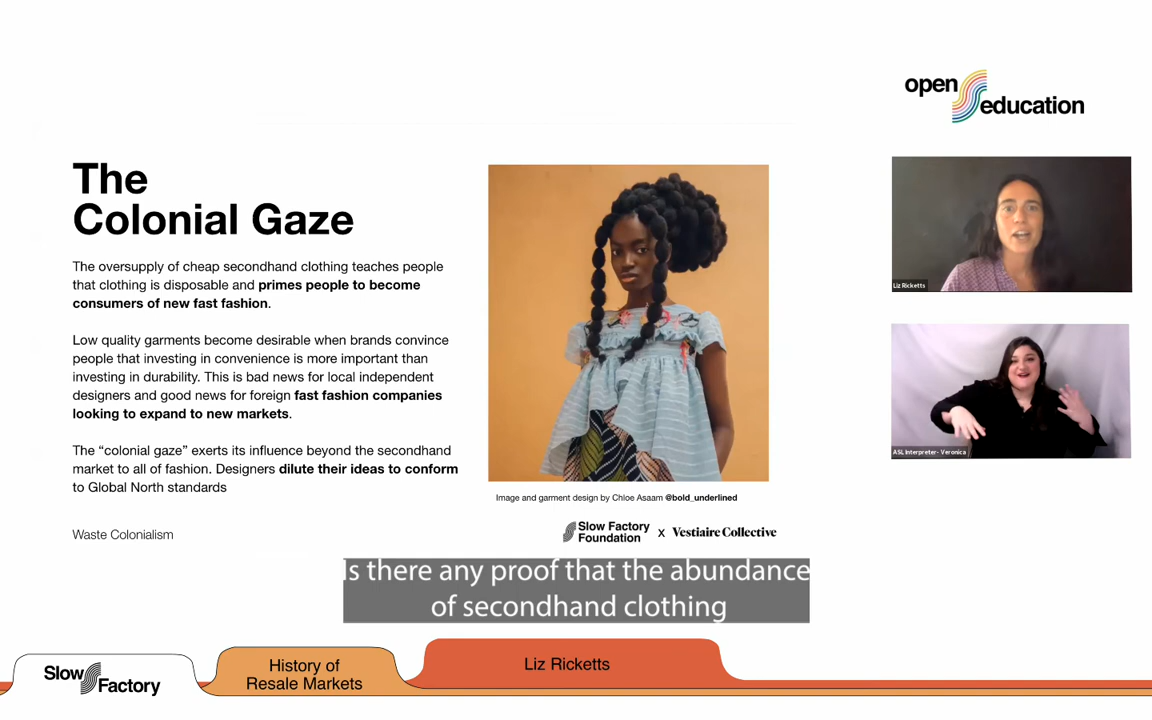 open
education
The
Colonial Gaze
The oversupply of cheap secondhand clothing teaches people
that clothing is disposable and primes people to become
consumers of new fast fashion.
Low quality garments become desirable when brands convince
people that investing in convenience is more important than
investing in durability. This is bad news for local independent
designers and good news for foreign fast fashion companies
looking to expand to new markets.
The “colonial gaze” exerts its influence beyond the secondhand
market to all of fashion. Designers dilute their ideas to conform
to Global North standards
Waste Colonialism
Image and garment design by Chloe Asaam @bold_underlined
Slow Factory
Foundation x Vestiaire Collective
Liz Ricketts
ASL Interpreter- Veronica
Is there any proof that the abundance
of secondhand clothing
Slow
Factory
History of
Resale Markets
Liz Ricketts